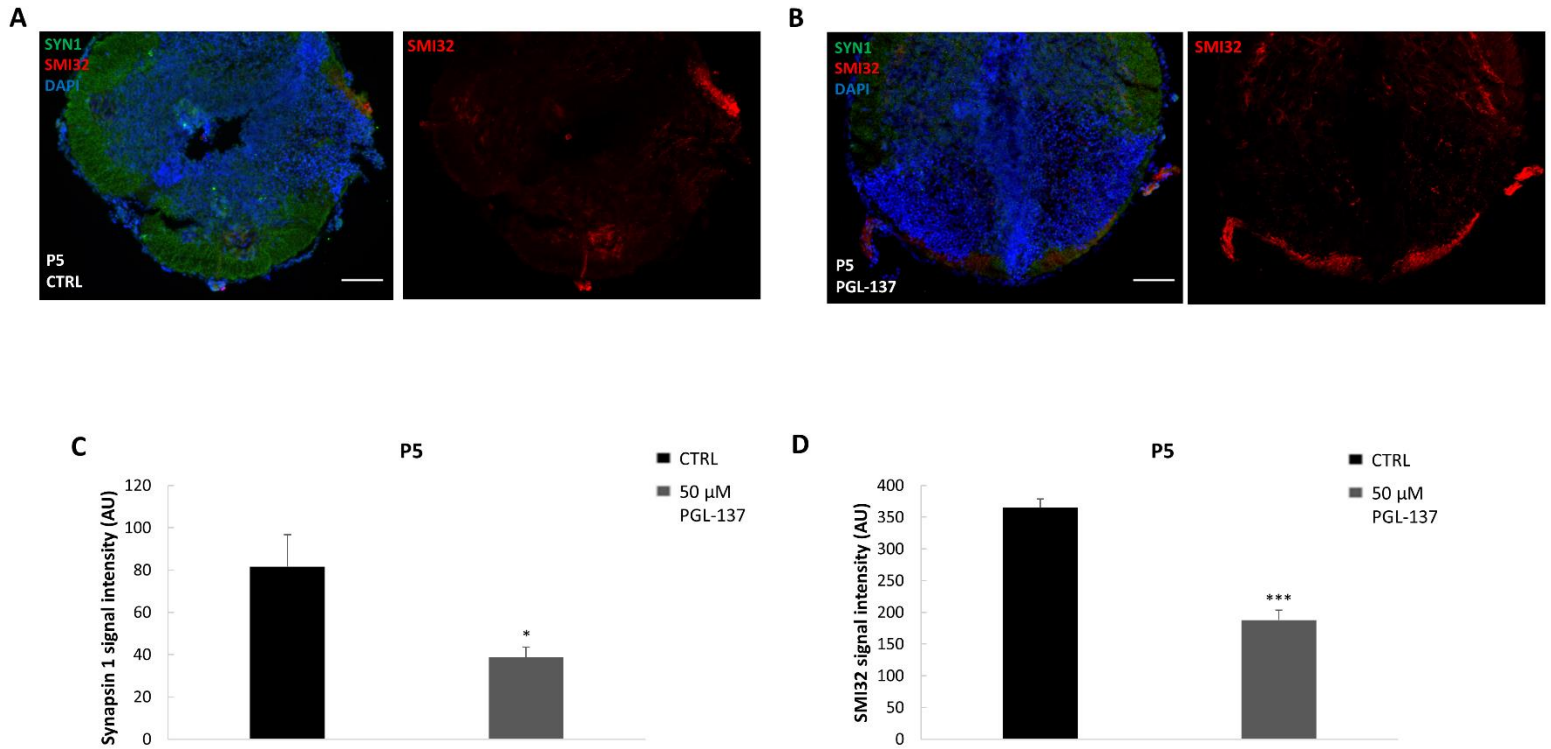 A
SYN1
SMI32
DAPI
P5
CTRL
SMI32
B
SYN1
SMI32
DAPI
P5
PGL-137
SMI32
C
P5
CTRL
50 µM
PGL-137
Synapsin 1 signal intensity (AU)
120
100
80
60
40
20
0
*
D
P5
CTRL
50 µM
PGL-137
SMI32 signal intensity (AU)
400
350
300
250
200
150
100
50
0
***